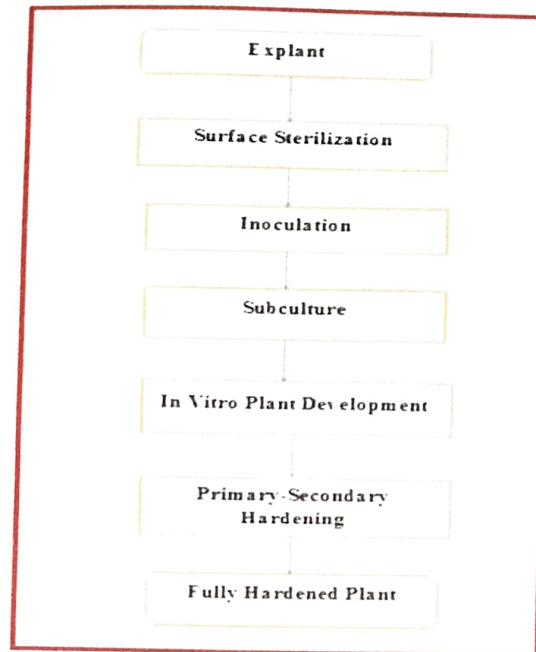 Explant
Surface Sterilization
Inoculation
Subculture
In Vitro Plant Development
Primary-Secondary
Hardening
Fully Hardened Plant